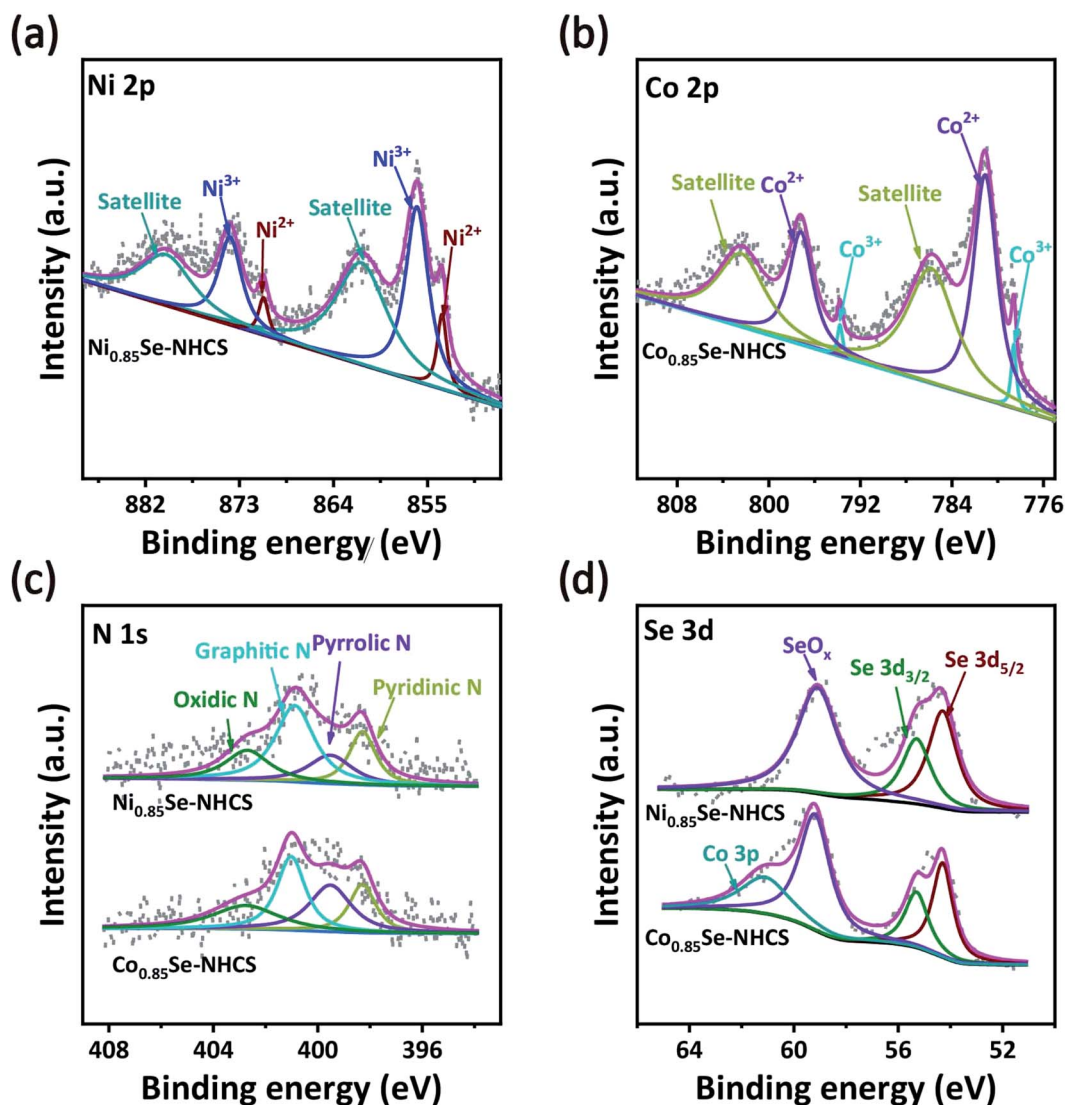 (a)
Ni 2p
Ni³⁺
Satellite
Ni³⁺
Ni²⁺
Satellite
Ni²⁺
Ni₀.₈₅Se-NHCS
Intensity (a.u.)
882 873 864 855
Binding energy (eV)
(b)
Co 2p
Co²⁺
Satellite
Co²⁺
Satellite
Co³⁺
Co³⁺
Co₀.₈₅Se-NHCS
Intensity (a.u.)
808 800 792 784 776
Binding energy (eV)
(c)
N 1s
Graphitic N
Pyrrolic N
Oxidic N
Pyridinic N
Ni₀.₈₅Se-NHCS
Co₀.₈₅Se-NHCS
Intensity (a.u.)
408 404 400 396
Binding energy (eV)
(d)
Se 3d
SeOₓ
Se 3d₃/₂
Se 3d₅/₂
Ni₀.₈₅Se-NHCS
Co 3p
Co₀.₈₅Se-NHCS
Intensity (a.u.)
64 60 56 52
Binding energy (eV)